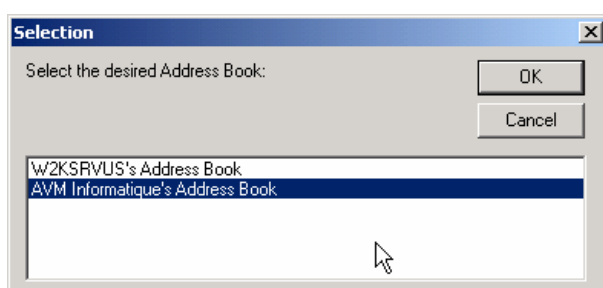 Selection
Select the desired Address Book:
OK
Cancel
W2KSRVUS's Address Book
AVM Informatique's Address Book